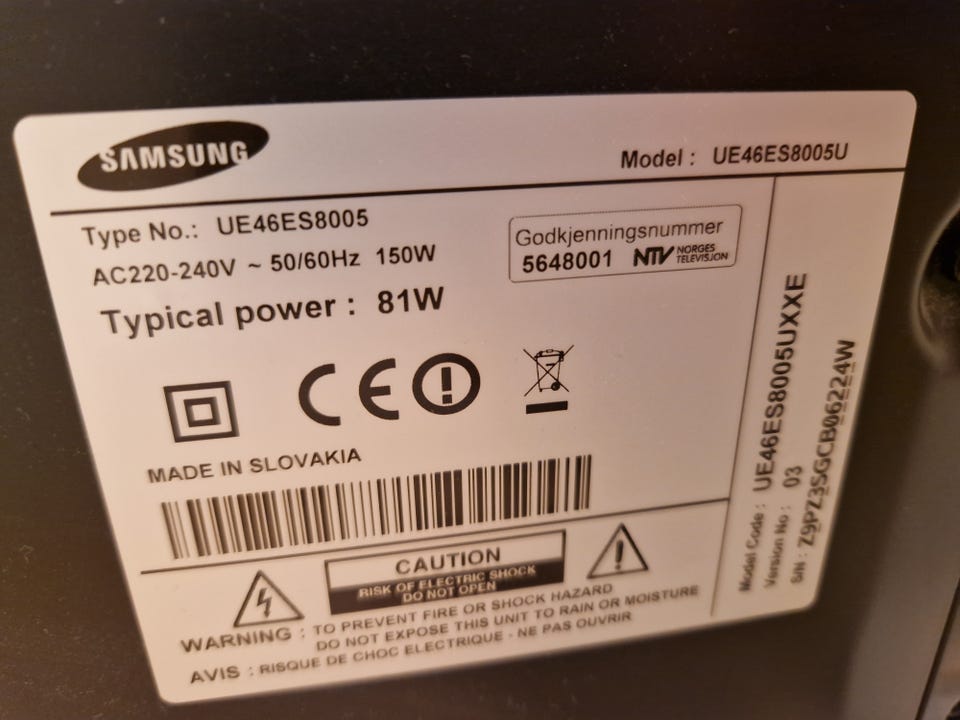 SAMSUNG
Model : UE46ES8005U
Type No.: UE46ES8005
AC220-240V ~ 50/60Hz 150W
Typical power : 81W
Godkjenningsnummer
5648001 NTV NORGES TELEVISJON
CE
MADE IN SLOVAKIA
CAUTION
RISK OF ELECTRIC SHOCK
DO NOT OPEN
WARNING : TO PREVENT FIRE OR SHOCK HAZARD
DO NOT EXPOSE THIS UNIT TO RAIN OR MOISTURE
AVIS : RISQUE DE CHOC ELECTRIQUE - NE PAS OUVRIR
Model Code : UE46ES8005UXXE
Version No : 03
S/N : Z9PZ3SGCB06224W